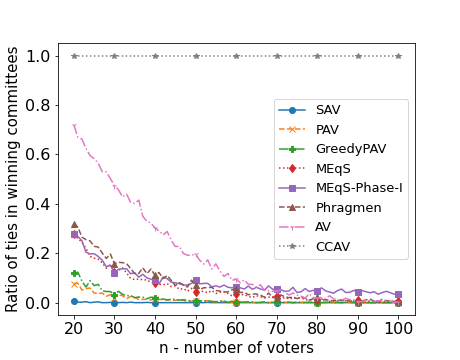 Ratio of ties in winning committees
1.0
0.8
0.6
0.4
0.2
0.0
SAV
PAV
GreedyPAV
MEqS
MEqS-Phase-I
Phragmen
AV
CCAV
20 30 40 50 60 70 80 90 100
n - number of voters